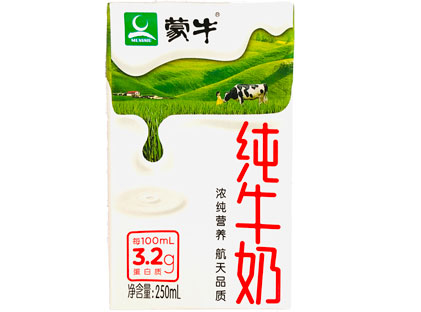 蒙牛
MENGNIU
纯牛奶
浓纯营养 航天品质
每100mL
3.2g
蛋白质
净含量:250mL